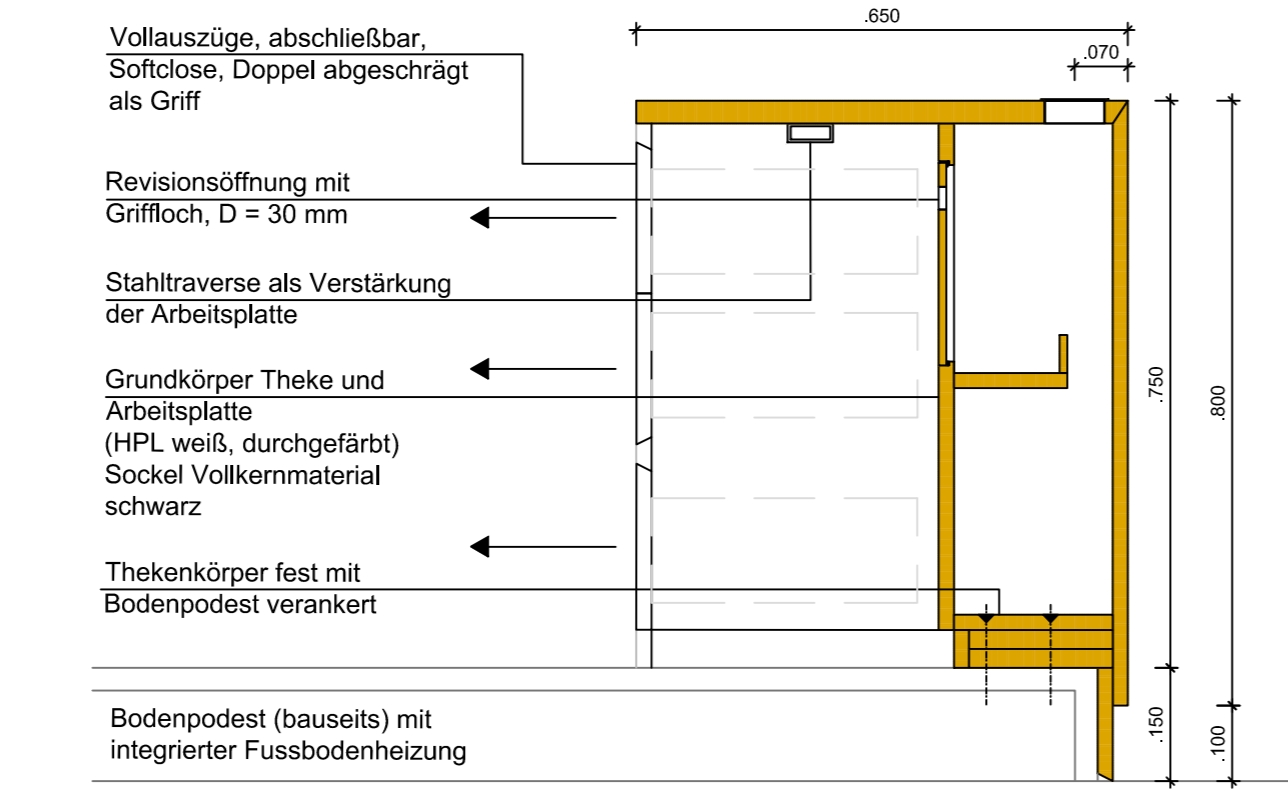 .650
.070
Vollauszüge, abschließbar,
Softclose, Doppel abgeschrägt
als Griff
Revisionsöffnung mit
Griffloch, D = 30 mm
Stahltraverse als Verstärkung
der Arbeitsplatte
Grundkörper Theke und
Arbeitsplatte
(HPL weiß, durchgefärbt)
Sockel Vollkernmaterial
schwarz
Thekenkörper fest mit
Bodenpodest verankert
Bodenpodest (bauseits) mit
integrierter Fussbodenheizung
.750
.800
.150
.100